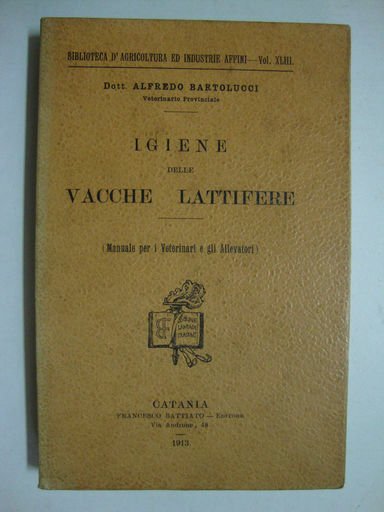 BIBLIOTECA D'AGRICOLTURA ED INDUSTRIE AFFINI—Vol. XLIII.
Dott. ALFREDO BARTOLUCCI
Veterinario Provinciale
IGIENE
DELLE
VACCHE LATTIFERE
(Manuale per i Veterinari e gli Allevatori)
CATANIA
FRANCESCO BATTIATO — EDITORE
Via Androne, 48
1913